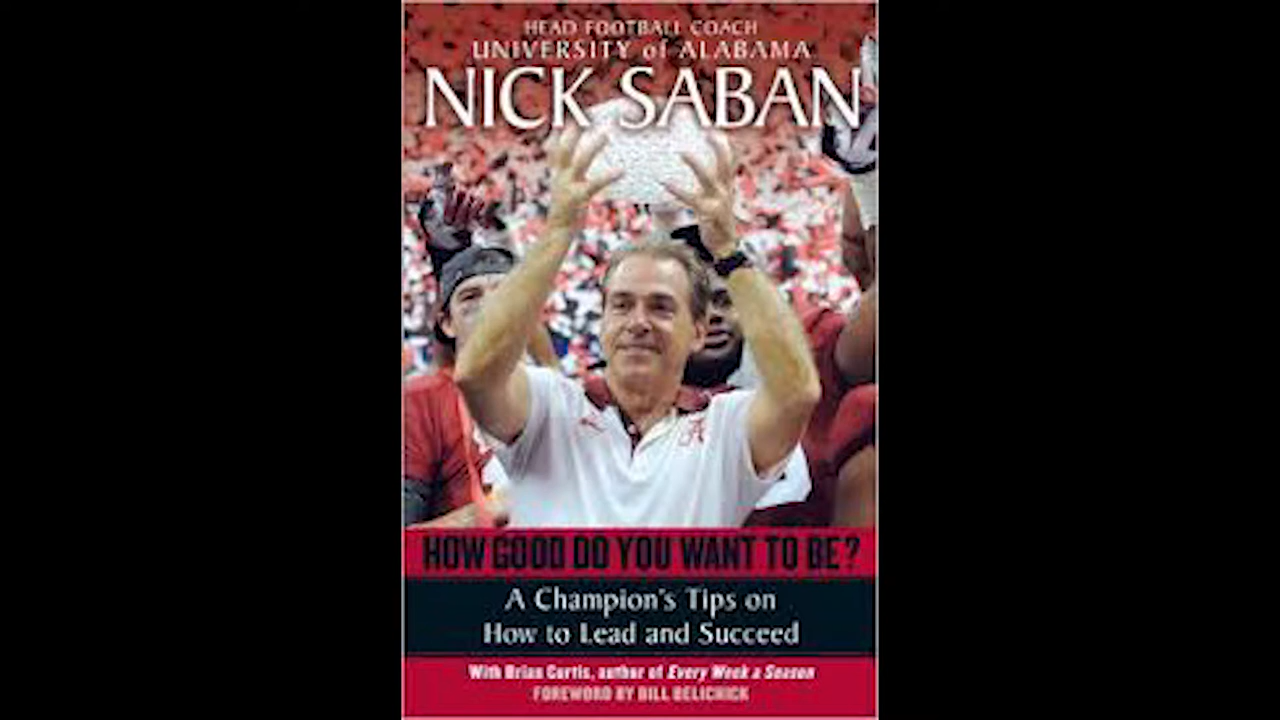 HEAD FOOTBALL COACH
UNIVERSITY of ALABAMA
NICK SABAN
HOW GOOD DO YOU WANT TO BE?
A Champion's Tips on
How to Lead and Succeed
With Brian Curtis, author of Every Week a Season
FOREWORD BY BILL BELICHICK